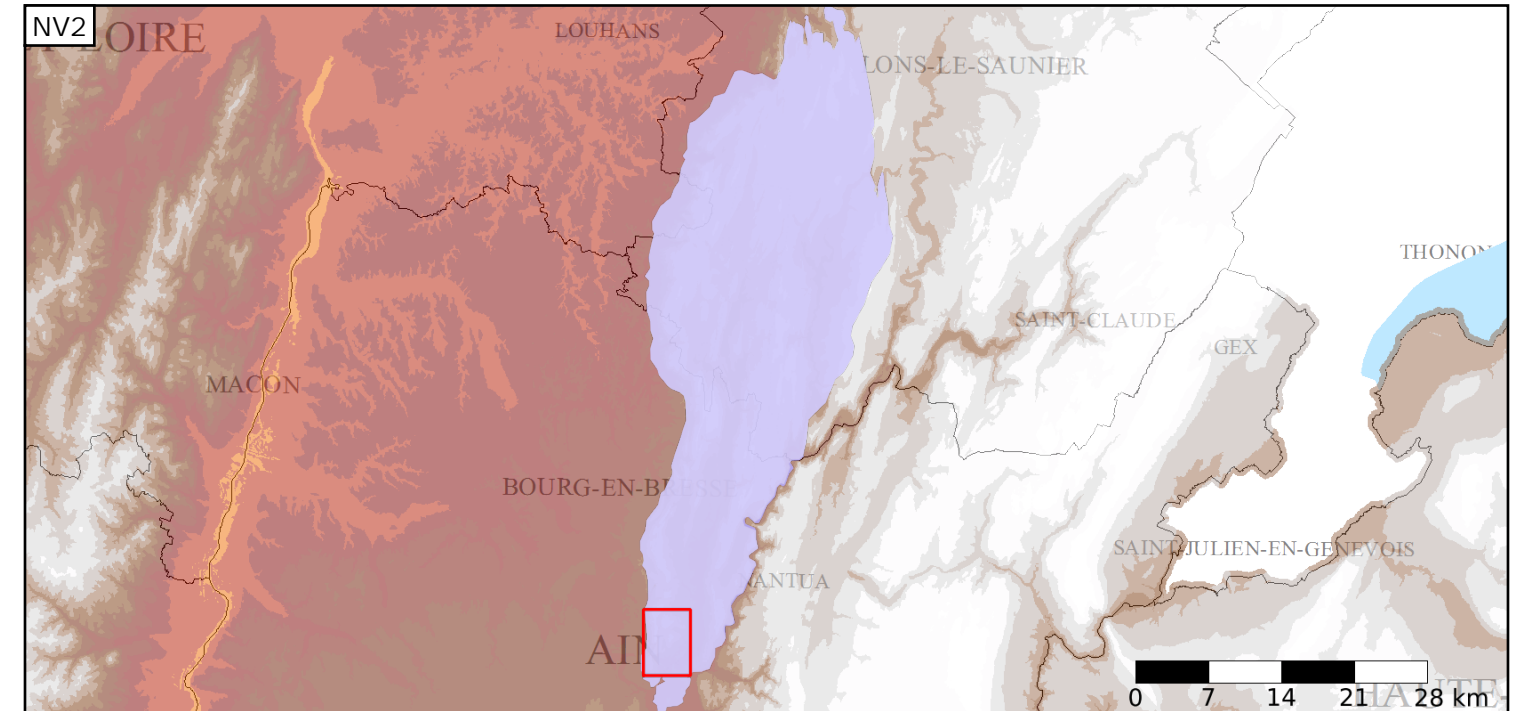 NV2
LOIRE
LOUHANS
LONS-LE-SAUNIER
THONON
SAINT-CLAUDE
GEX
MACON
BOURG-EN-BRESSE
SAINT-JULIEN-EN-GENEVOIS
NANTUA
AIN
0 7 14 21 28 km
HAUTE-